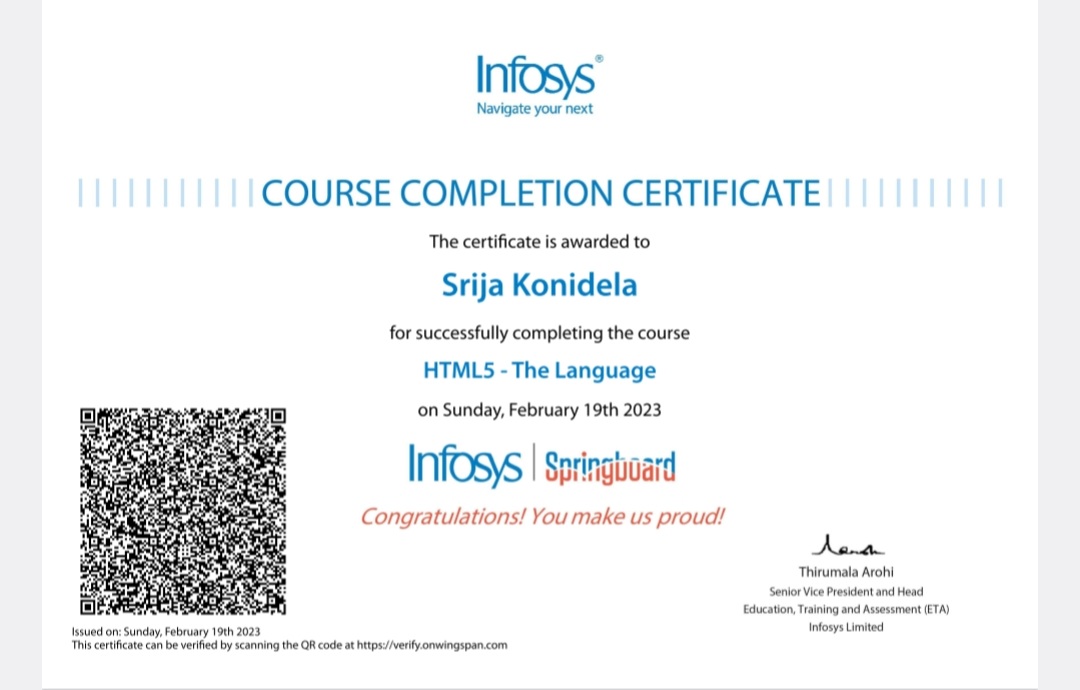 Infosys®
Navigate your next
COURSE COMPLETION CERTIFICATE
The certificate is awarded to
Srija Konidela
for successfully completing the course
HTML5 - The Language
on Sunday, February 19th 2023
Infosys | Springboard
Congratulations! You make us proud!
Thirumala Arohi
Senior Vice President and Head
Education, Training and Assessment (ETA)
Infosys Limited
Issued on: Sunday, February 19th 2023
This certificate can be verified by scanning the QR code at https://verify.onwingspan.com